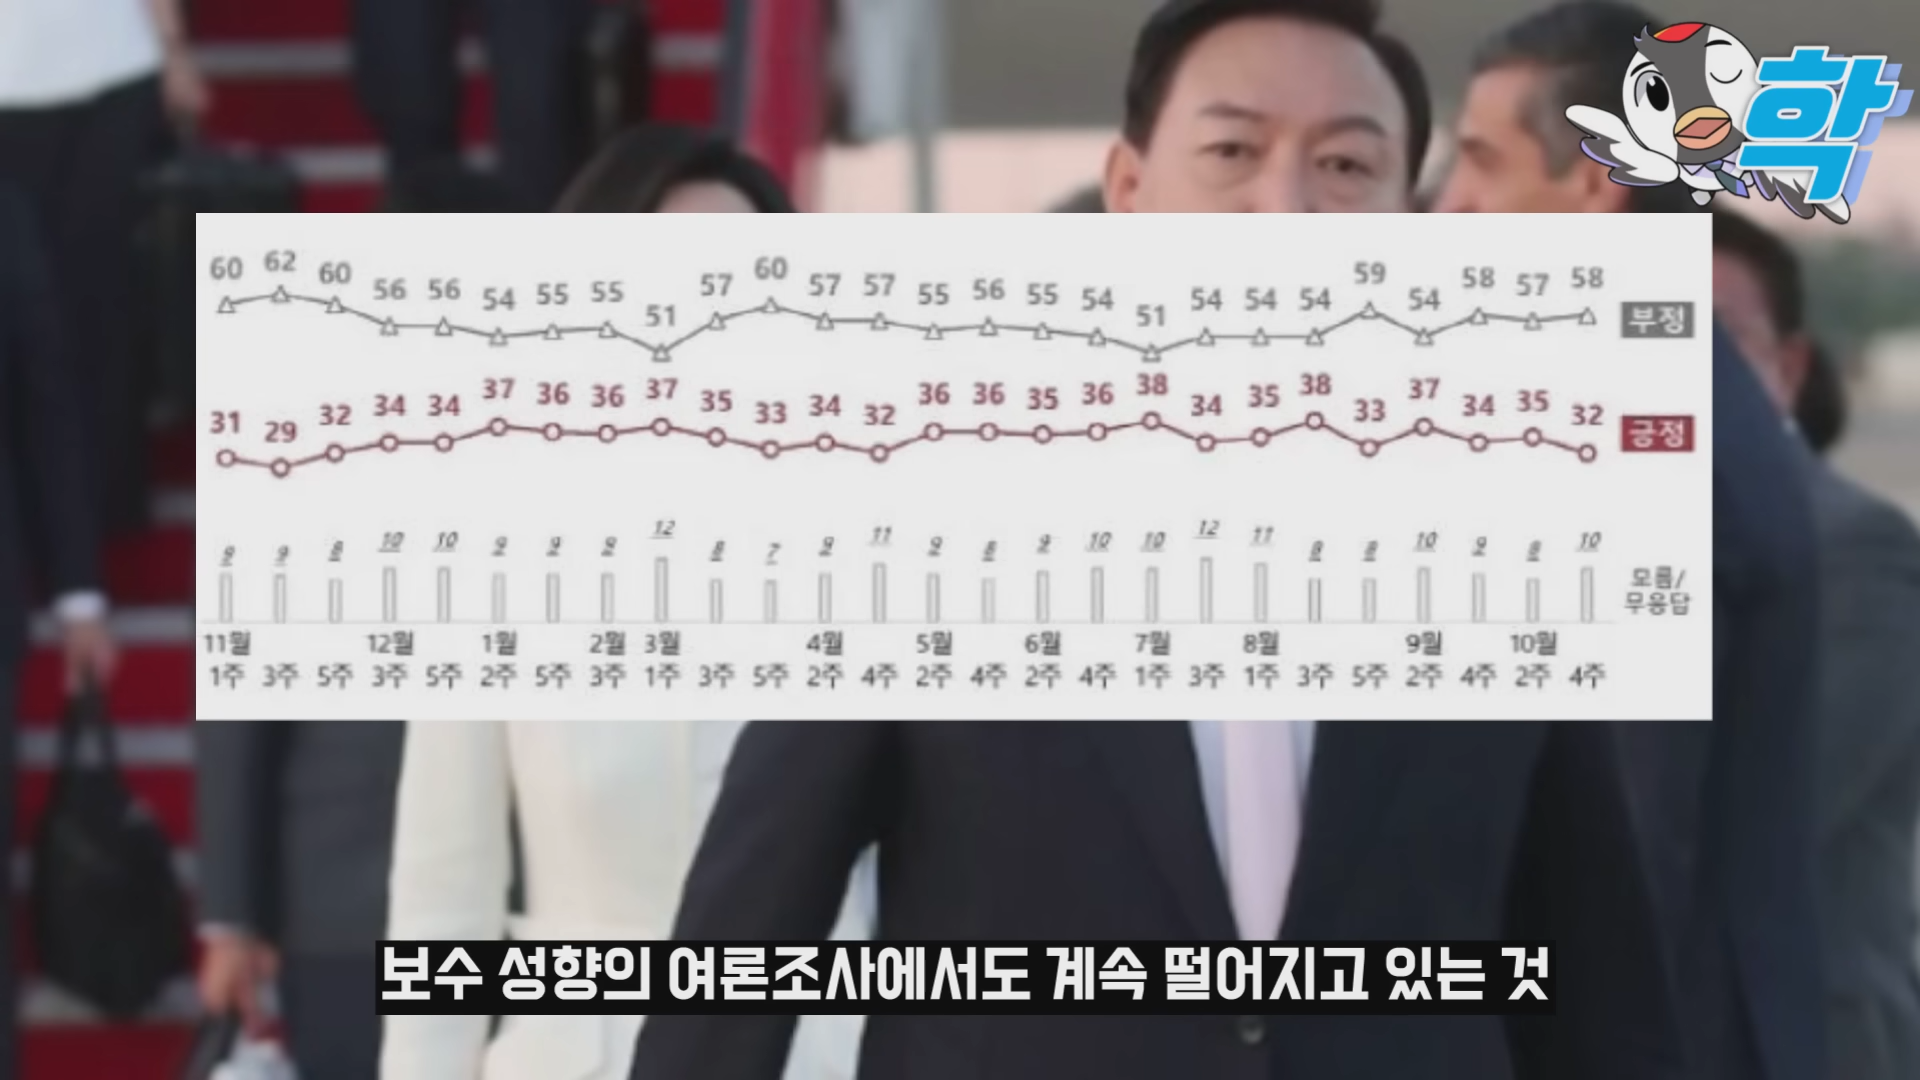 학
60 62 60 56 56 54 55 55 51 57 60 57 57 55 56 55 54 51 54 54 54 59 54 58 57 58
부정
31 29 32 34 34 37 36 36 37 35 33 34 32 36 36 35 36 38 34 35 38 33 37 34 35 32
긍정
9 9 8 10 10 9 9 9 12 8 7 9 11 9 8 9 10 10 12 11 8 8 10 9 8 10
모름/
무응답
11월 12월 1월 2월 3월 4월 5월 6월 7월 8월 9월 10월
1주 3주 5주 3주 5주 2주 5주 3주 1주 3주 5주 2주 4주 2주 4주 2주 4주 1주 3주 1주 3주 5주 2주 4주 2주 4주
보수 성향의 여론조사에서도 계속 떨어지고 있는 것